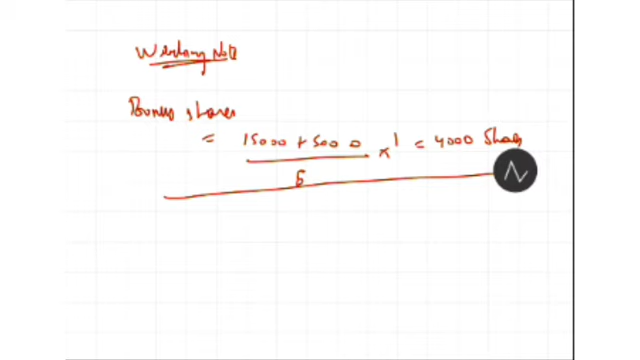 Working Note
Bonus shares
= 15000 + 5000 / 5 × 1 = 4000 Shares